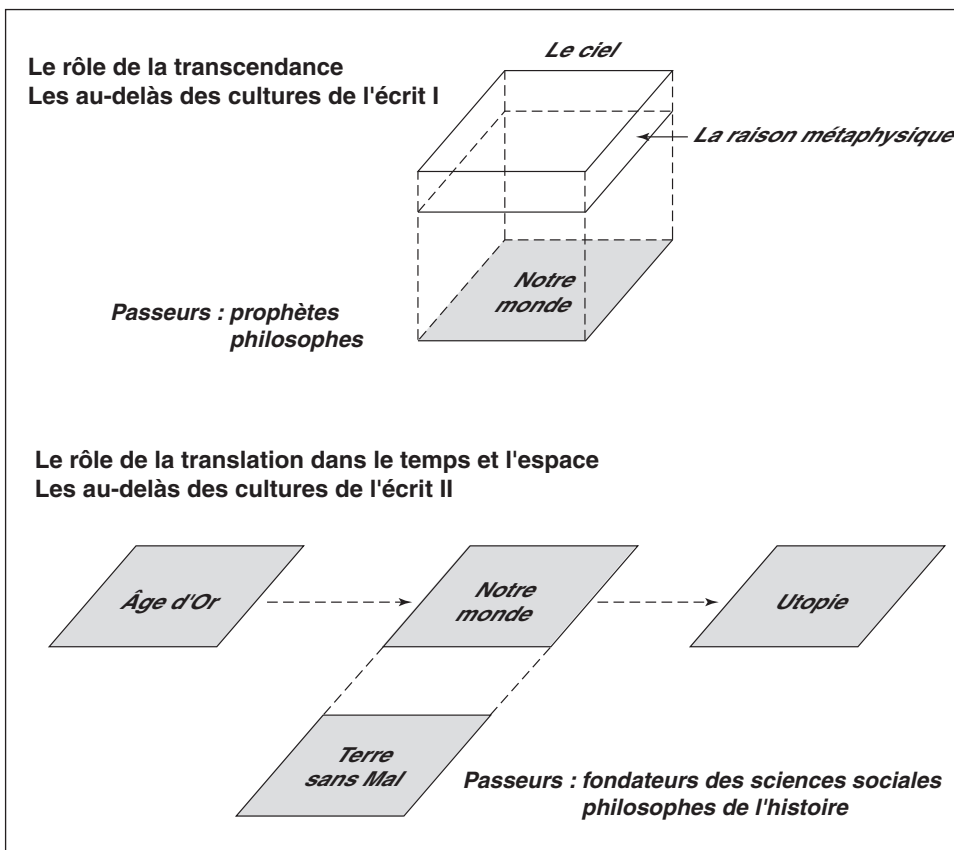 Le rôle de la transcendance
Les au-delàs des cultures de l'écrit I
Le ciel
La raison métaphysique
Notre
monde
Passeurs : prophètes
philosophes
Le rôle de la translation dans le temps et l'espace
Les au-delàs des cultures de l'écrit II
Âge d'Or
Notre
monde
Utopie
Terre
sans Mal
Passeurs : fondateurs des sciences sociales
philosophes de l'histoire